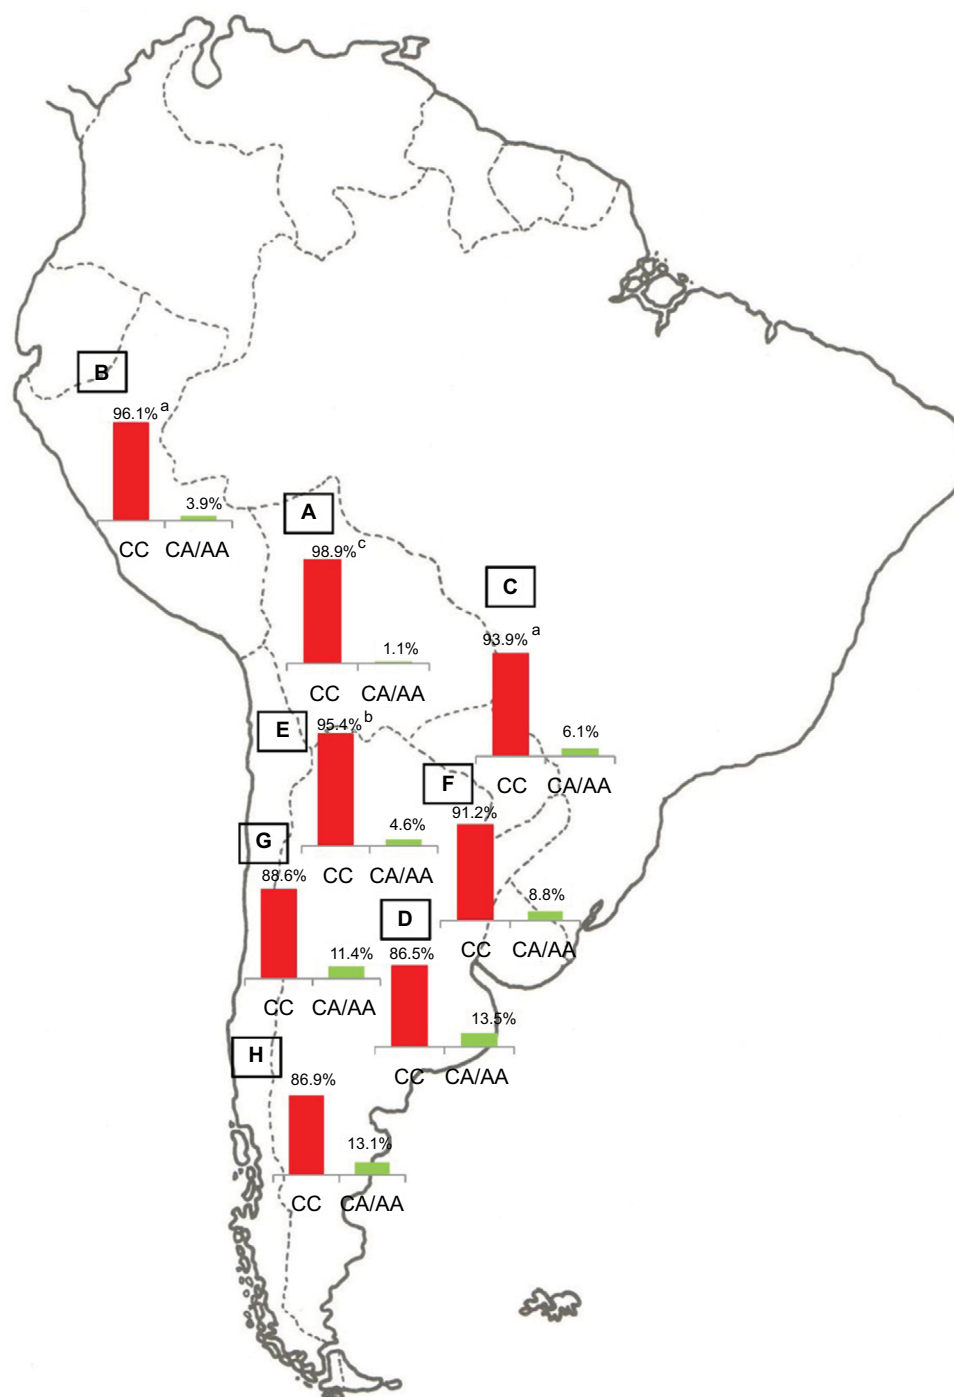 B
96.1% a
3.9%
CC CA/AA
A
98.9% c
1.1%
CC CA/AA
C
93.9% a
6.1%
CC CA/AA
E
95.4% b
4.6%
CC CA/AA
F
91.2%
8.8%
CC CA/AA
G
88.6%
11.4%
CC CA/AA
D
86.5%
13.5%
CC CA/AA
H
86.9%
13.1%
CC CA/AA